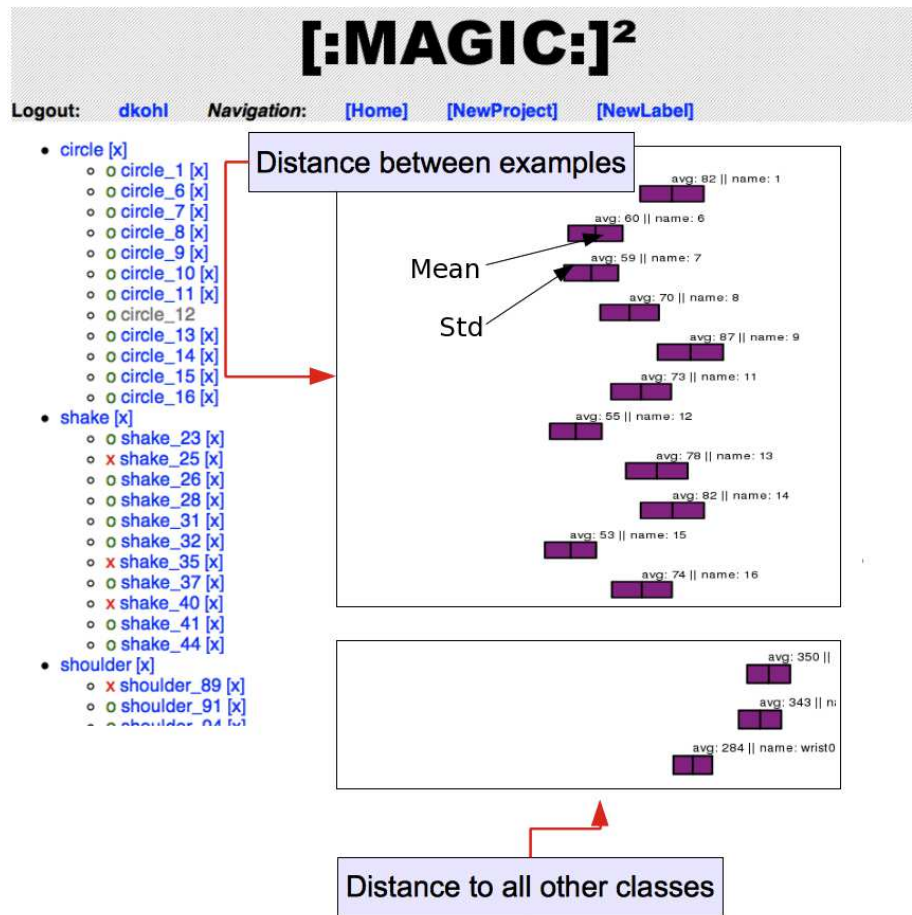 [:MAGIC:]²
Logout: dkohl Navigation: [Home] [NewProject] [NewLabel]
circle [x]
o circle_1 [x]
o circle_6 [x]
o circle_7 [x]
o circle_8 [x]
o circle_9 [x]
o circle_10 [x]
o circle_11 [x]
o circle_12
o circle_13 [x]
o circle_14 [x]
o circle_15 [x]
o circle_16 [x]
shake [x]
o shake_23 [x]
x shake_25 [x]
o shake_26 [x]
o shake_28 [x]
o shake_31 [x]
o shake_32 [x]
x shake_35 [x]
o shake_37 [x]
x shake_40 [x]
o shake_41 [x]
o shake_44 [x]
shoulder [x]
x shoulder_89 [x]
o shoulder_91 [x]
o shoulder_94 [x]
Distance between examples
avg: 82 || name: 1
avg: 60 || name: 6
Mean
avg: 59 || name: 7
Std
avg: 70 || name: 8
avg: 87 || name: 9
avg: 73 || name: 11
avg: 55 || name: 12
avg: 78 || name: 13
avg: 82 || name: 14
avg: 53 || name: 15
avg: 74 || name: 16
avg: 350 ||
avg: 343 || n
avg: 284 || name: wrist0
Distance to all other classes